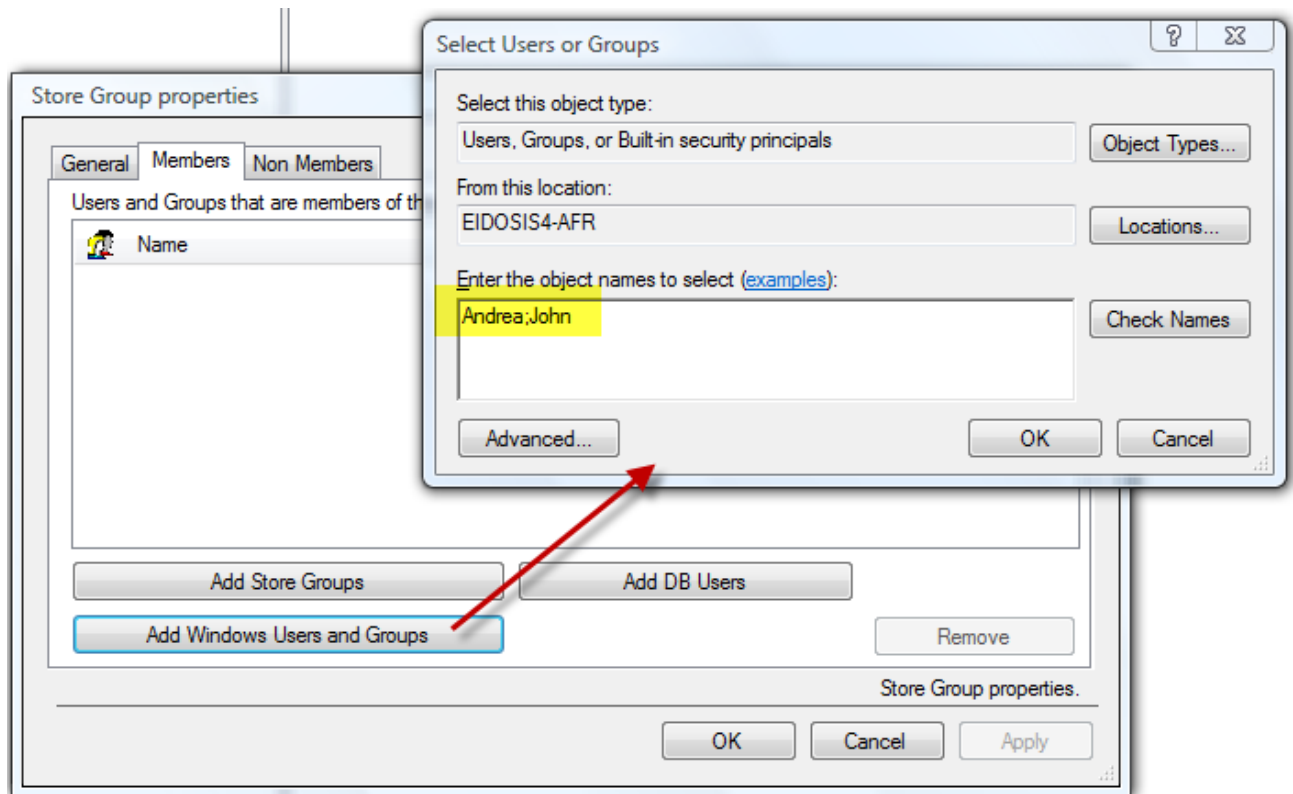 Select Users or Groups
Store Group properties
Select this object type:
Users, Groups, or Built-in security principals
Object Types...
General
Members
Non Members
From this location:
Users and Groups that are members of th
EIDOSIS4-AFR
Locations...
Name
Enter the object names to select (examples):
Andrea;John
Check Names
Advanced...
OK
Cancel
Add Store Groups
Add DB Users
Add Windows Users and Groups
Remove
Store Group properties.
OK
Cancel
Apply